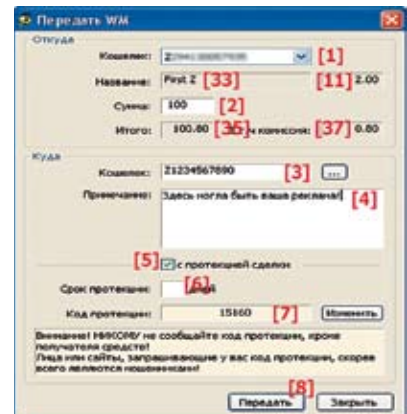 Передать WM
Откуда
Кошелек: [1]
Название: First Z [33] [11] 2.00
Сумма: 100 [2]
Итого: 100.80 [35] ч комиссия: [37] 0.80
Куда
Кошелек: Z1234567890 [3] ...
Примечание: Здесь могла быть ваша реклама! [4]
[5] с протекцией сделки
Срок протекции: [6] дней
Код протекции: 15160 [7] Изменить
Внимание! НИКОМУ не сообщайте код протекции, кроме
получателя средств!
Лица или сайты, запрашивающие у вас код протекции, скорее
всего являются мошенниками!
[8]
Передать Закрыть